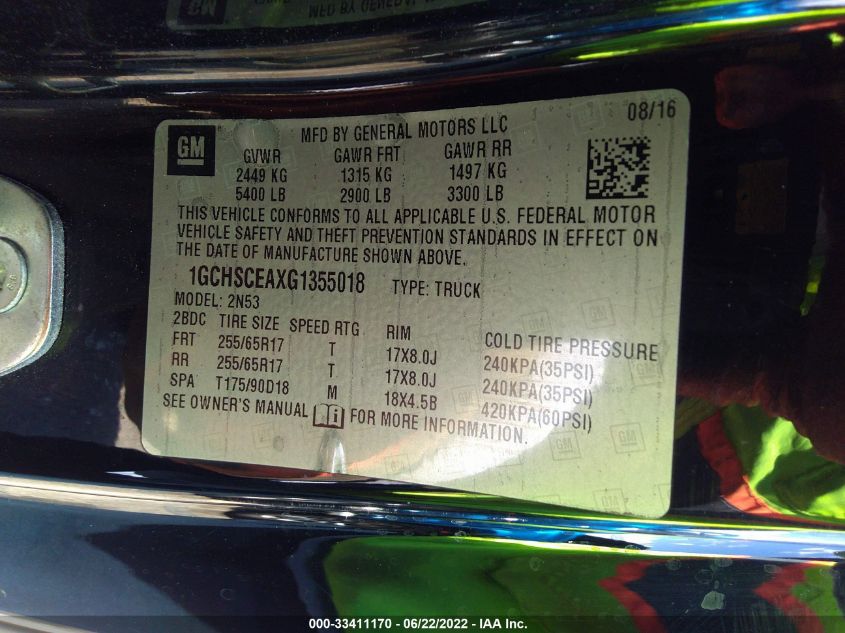 08/16
GM
MFD BY GENERAL MOTORS LLC
GVWR GAWR FRT GAWR RR
2449 KG 1315 KG 1497 KG
5400 LB 2900 LB 3300 LB
THIS VEHICLE CONFORMS TO ALL APPLICABLE U.S. FEDERAL MOTOR
VEHICLE SAFETY AND THEFT PREVENTION STANDARDS IN EFFECT ON
THE DATE OF MANUFACTURE SHOWN ABOVE.
1GCHSCEAXG1355018 TYPE: TRUCK
MODEL: 2N53
2BDC TIRE SIZE SPEED RTG RIM COLD TIRE PRESSURE
FRT 255/65R17 T 17X8.0J 240KPA(35PSI)
RR 255/65R17 T 17X8.0J 240KPA(35PSI)
SPA T175/90D18 M 18X4.5B 420KPA(60PSI)
SEE OWNER'S MANUAL FOR MORE INFORMATION.
000-33411170 - 06/22/2022 - IAA Inc.